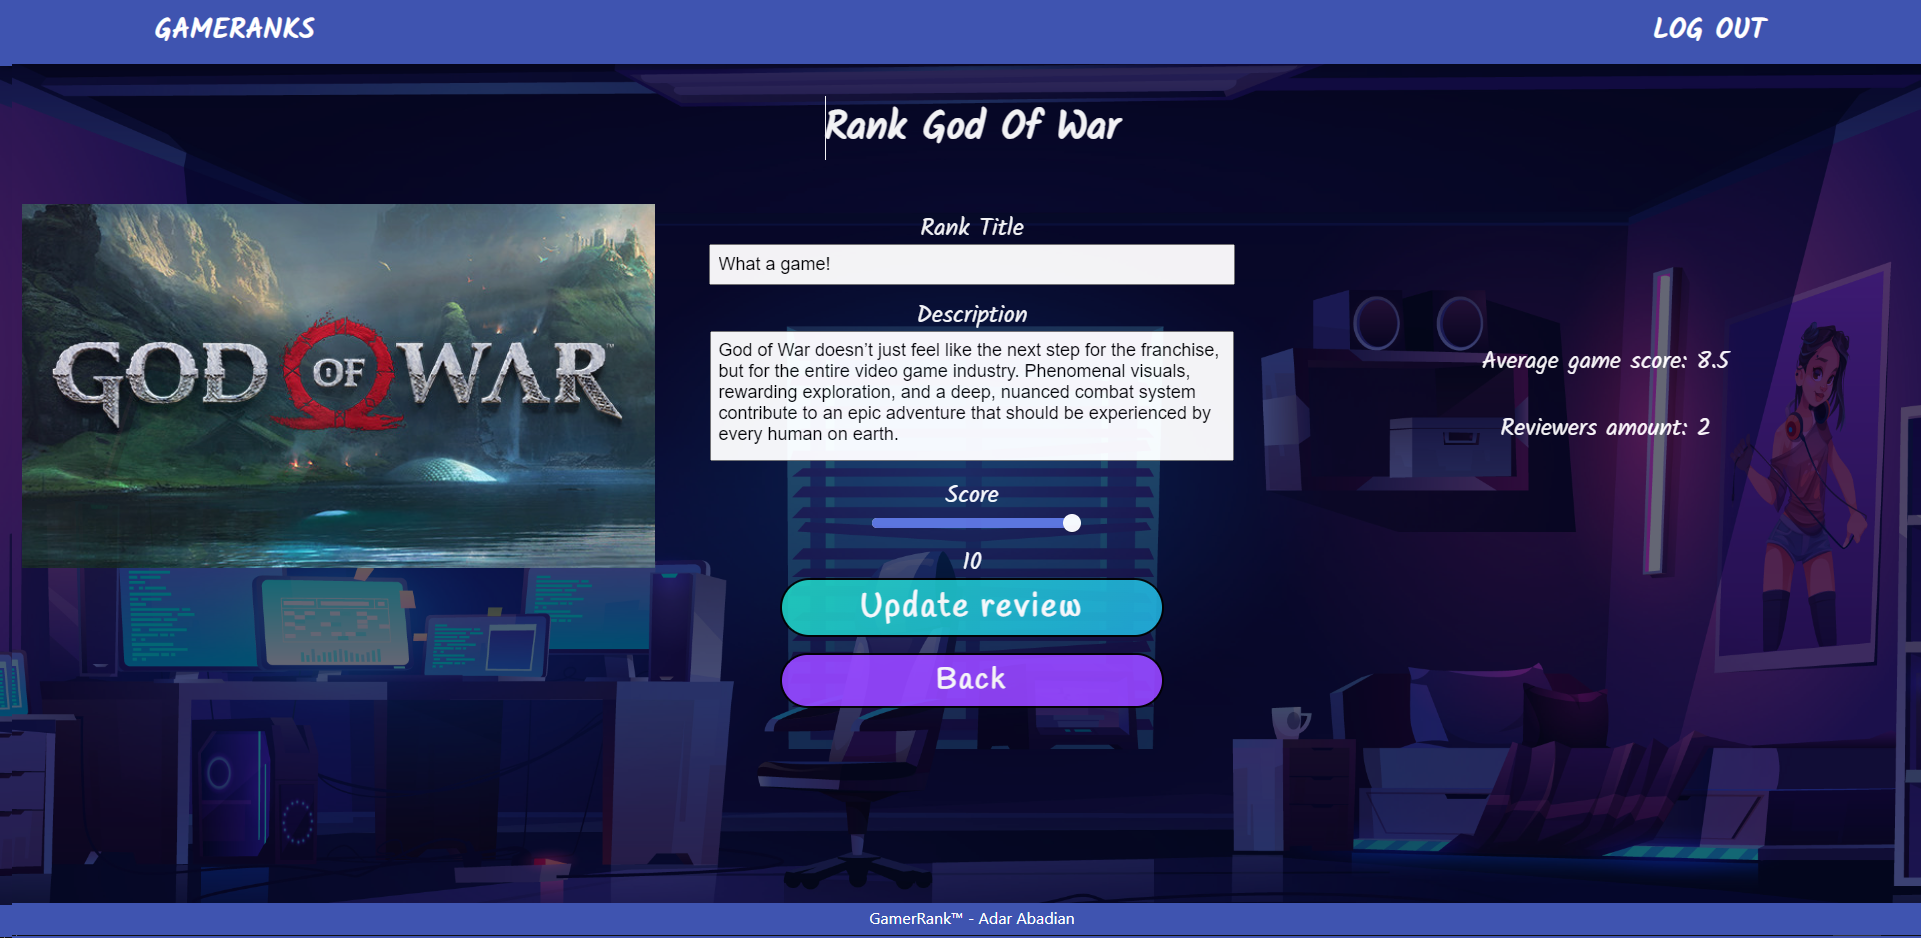 GAMERANKS
LOG OUT
Rank God Of War
GOD OF WAR™
Rank Title
What a game!
Description
God of War doesn’t just feel like the next step for the franchise,
but for the entire video game industry. Phenomenal visuals,
rewarding exploration, and a deep, nuanced combat system
contribute to an epic adventure that should be experienced by
every human on earth.
Score
10
Update review
Back
Average game score: 8.5
Reviewers amount: 2
GamerRank™ - Adar Abadian